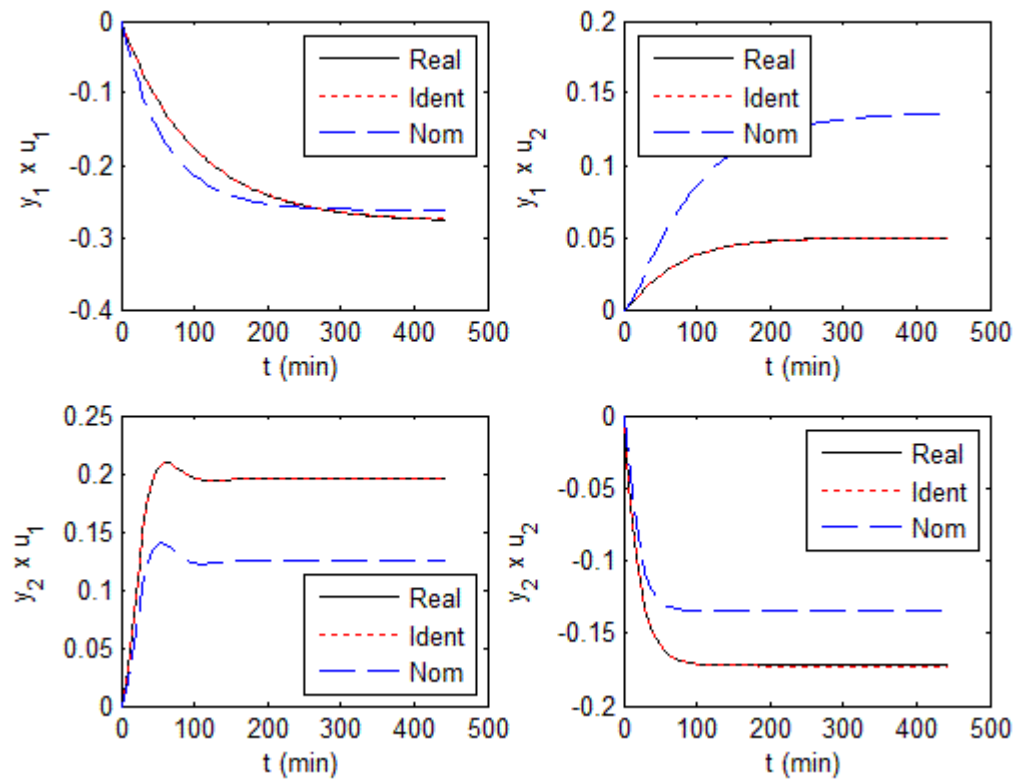 0
-0.1
-0.2
-0.3
-0.4
y₁ x u₁
Real
Ident
Nom
0 100 200 300 400 500
t (min)
0.2
0.15
0.1
0.05
0
y₁ x u₂
Real
Ident
Nom
0 100 200 300 400 500
t (min)
0.25
0.2
0.15
0.1
0.05
0
y₂ x u₁
Real
Ident
Nom
0 100 200 300 400 500
t (min)
0
-0.05
-0.1
-0.15
-0.2
y₂ x u₂
Real
Ident
Nom
0 100 200 300 400 500
t (min)